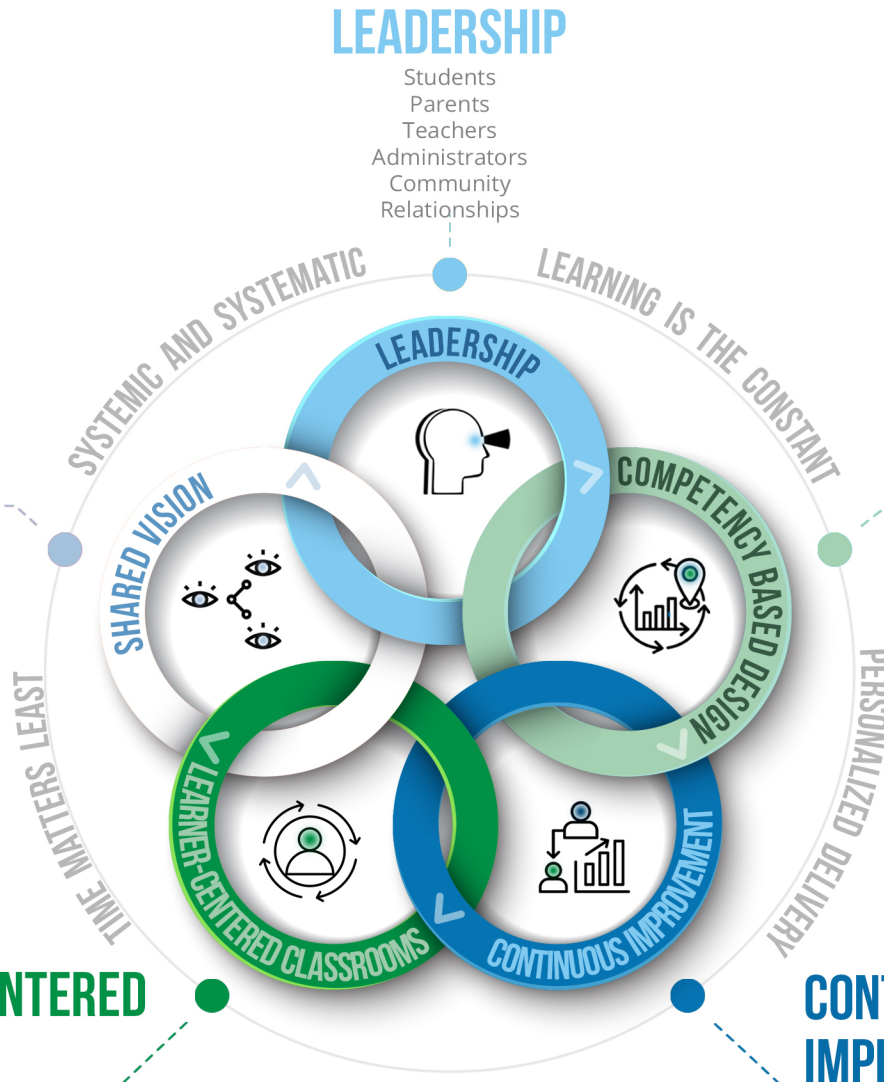 LEADERSHIP
Students
Parents
Teachers
Administrators
Community
Relationships
SYSTEMIC AND SYSTEMATIC
LEARNING IS THE CONSTANT
LEADERSHIP
SHARED VISION
COMPETENCY BASED DESIGN
TIME MATTERS LEAST
PERSONALIZED DELIVERY
LEARNER-CENTERED CLASSROOMS
CONTINUOUS IMPROVEMENT
NTERED
CONT
IMPR